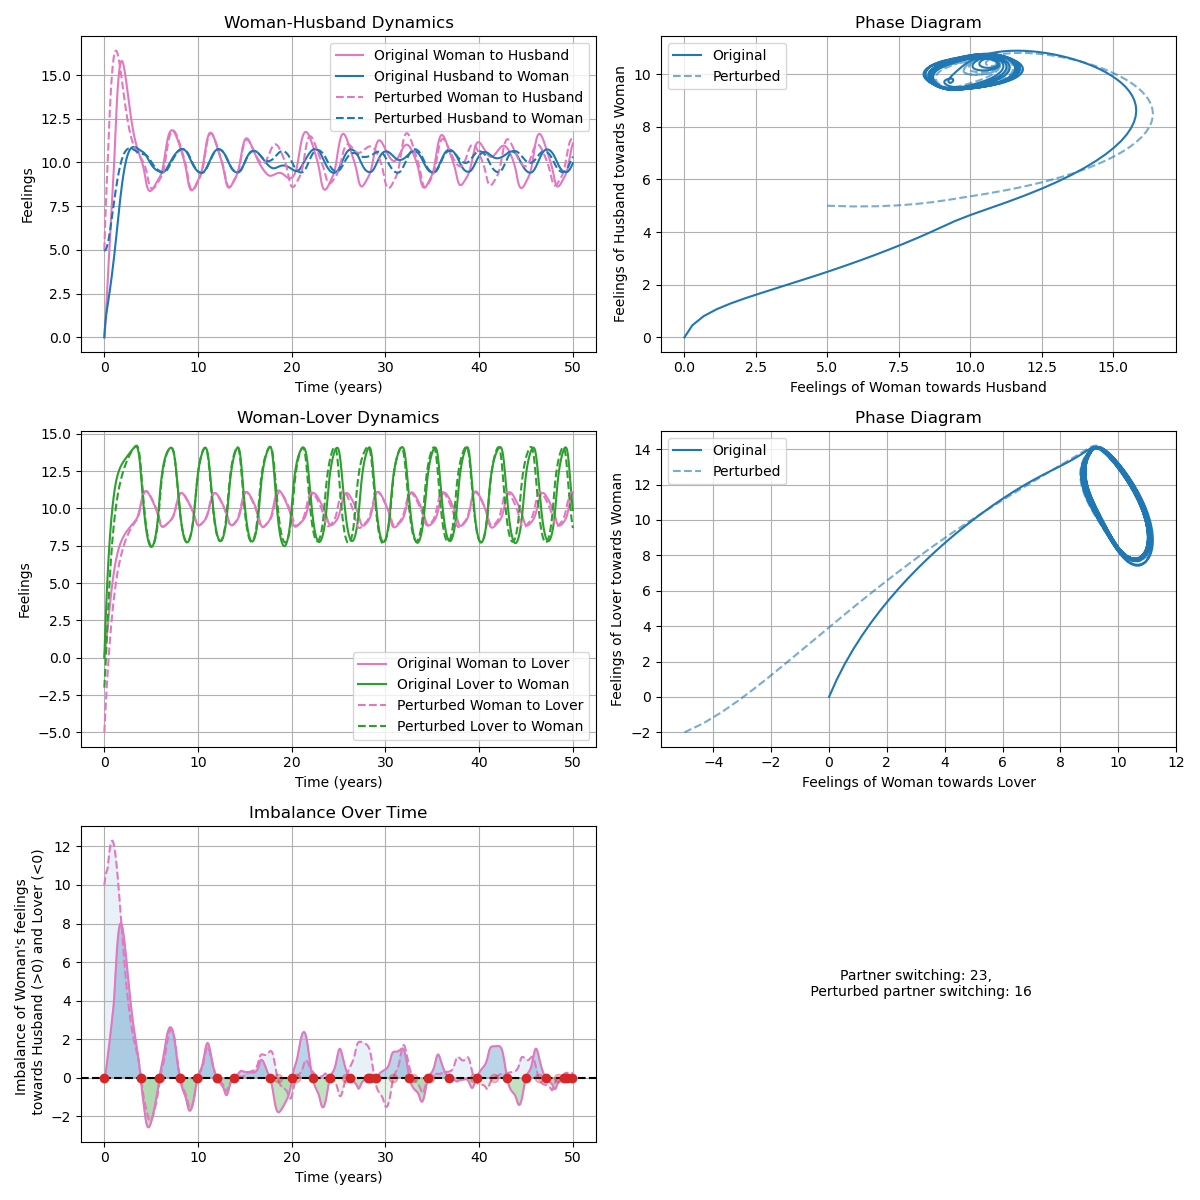 Woman-Husband Dynamics
Original Woman to Husband
Original Husband to Woman
Perturbed Woman to Husband
Perturbed Husband to Woman
15.0
12.5
10.0
7.5
5.0
2.5
0.0
Feelings
0 10 20 30 40 50
Time (years)
Phase Diagram
Original
Perturbed
10
8
6
4
2
0
Feelings of Husband towards Woman
0.0 2.5 5.0 7.5 10.0 12.5 15.0
Feelings of Woman towards Husband
Woman-Lover Dynamics
15.0
12.5
10.0
7.5
5.0
2.5
0.0
−2.5
−5.0
Feelings
Original Woman to Lover
Original Lover to Woman
Perturbed Woman to Lover
Perturbed Lover to Woman
0 10 20 30 40 50
Time (years)
Phase Diagram
Original
Perturbed
14
12
10
8
6
4
2
0
−2
Feelings of Lover towards Woman
−4 −2 0 2 4 6 8 10 12
Feelings of Woman towards Lover
Imbalance Over Time
12
10
8
6
4
2
0
−2
Imbalance of Woman's feelings
towards Husband (>0) and Lover (<0)
0 10 20 30 40 50
Time (years)
Partner switching: 23,
Perturbed partner switching: 16